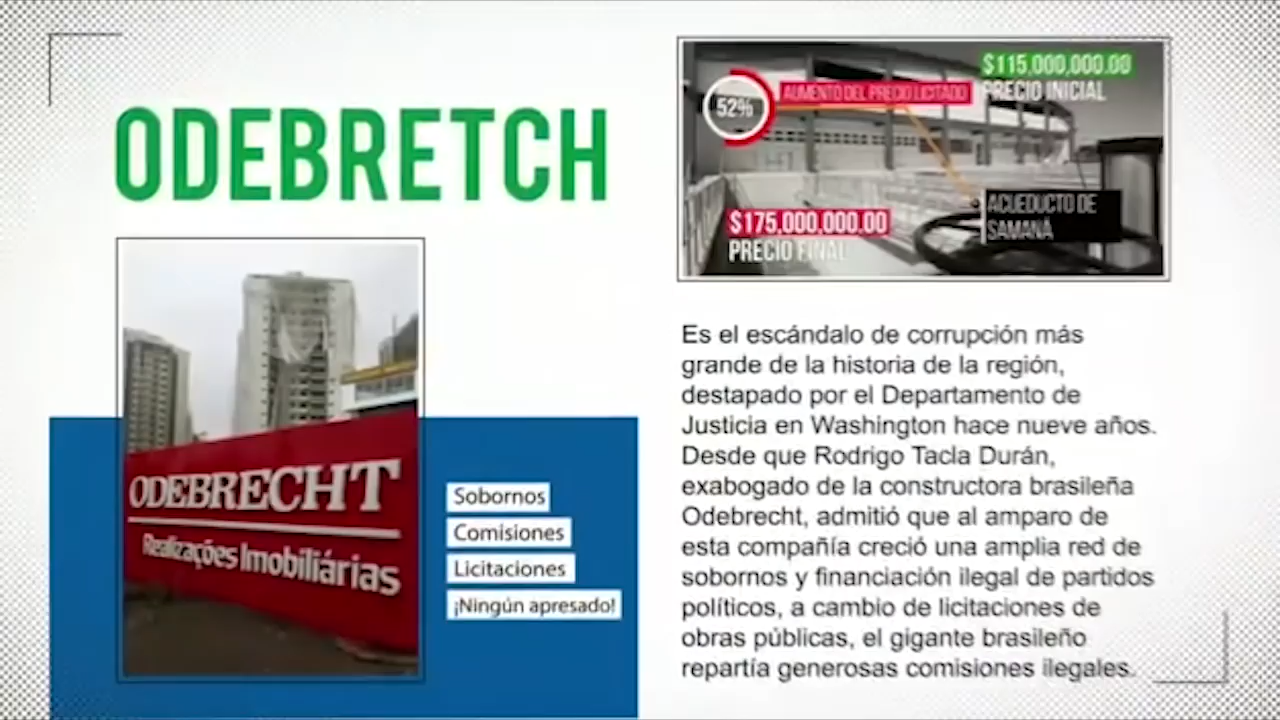 ODEBRETCH
ODEBRECHT
Realizações Imobiliárias
Sobornos
Comisiones
Licitaciones
¡Ningún apresado!
52%
AUMENTO DEL PRECIO LICITADO
$115,000,000.00
PRECIO INICIAL
ACUEDUCTO DE
SAMANÁ
$175,000,000.00
PRECIO FINAL
Es el escándalo de corrupción más
grande de la historia de la región,
destapado por el Departamento de
Justicia en Washington hace nueve años.
Desde que Rodrigo Tacla Durán,
exabogado de la constructora brasileña
Odebrecht, admitió que al amparo de
esta compañía creció una amplia red de
sobornos y financiación ilegal de partidos
políticos, a cambio de licitaciones de
obras públicas, el gigante brasileño
repartía generosas comisiones ilegales.